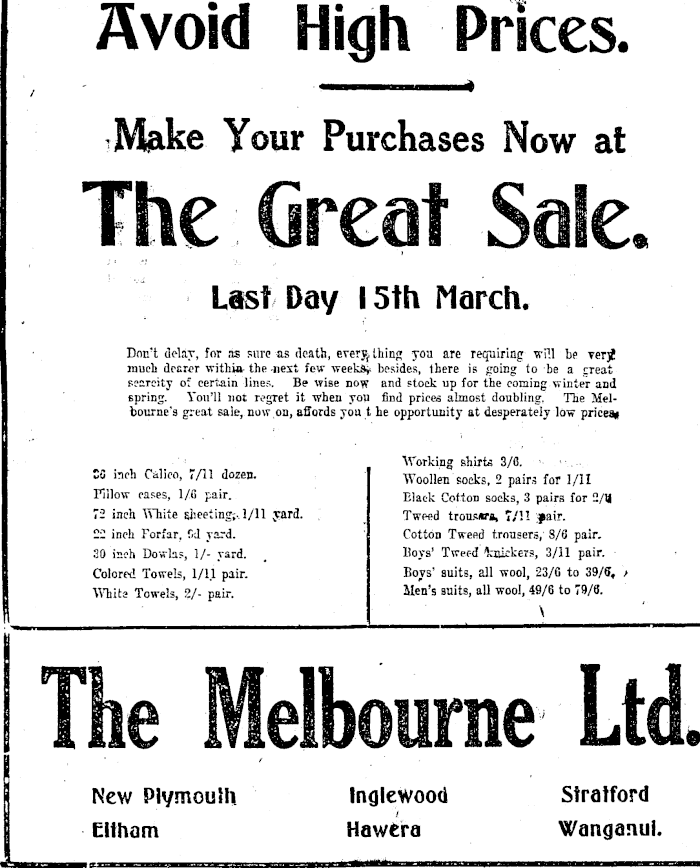 Avoid High Prices.
Make Your Purchases Now at
The Great Sale.
Last Day 15th March.
Don't delay, for as sure as death, everything you are requiring will be very
much dearer within the next few weeks, besides, there is going to be a great
scarcity of certain lines. Be wise now and stock up for the coming winter and
spring. You'll not regret it when you find prices almost doubling. The Mel-
bourne's great sale, now on, affords you the opportunity at desperately low prices.
36 inch Calico, 7/11 dozen.
Pillow cases, 1/6 pair.
72 inch White sheeting, 1/11 yard.
22 inch Forfar, yard.
30 inch Dowlas, 1/- yard.
Colored Towels, 1/11 pair.
White Towels, 2/- pair.
Working shirts 3/6.
Woollen socks, 2 pairs for 1/11
Black Cotton socks, 3 pairs for
Tweed trousers, 7/11 pair.
Cotton Tweed trousers, 8/6 pair.
Boys' Tweed knickers, 3/11 pair.
Boys' suits, all wool, 23/6 to 39/6.
Men's suits, all wool, 49/6 to 79/6.
The Melbourne Ltd.
New Plymouth Inglewood Stratford
Eltham Hawera Wanganui.